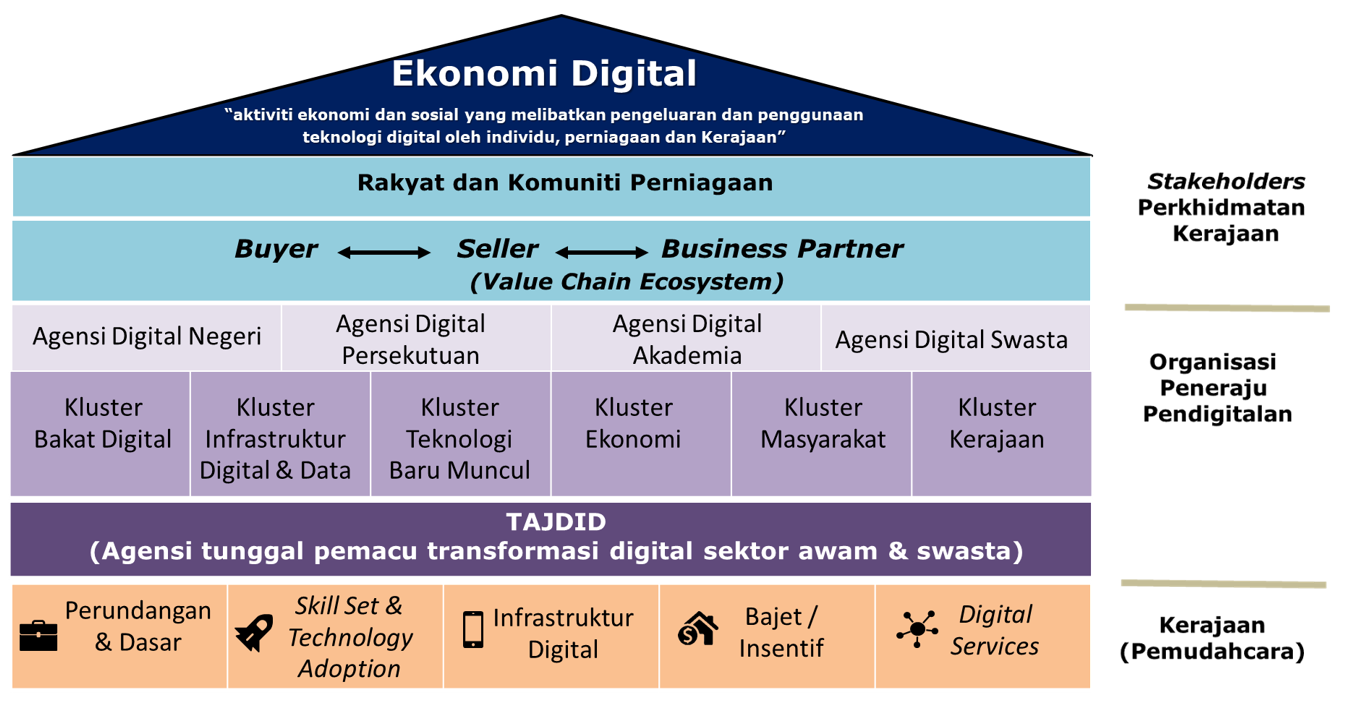 Ekonomi Digital
“aktiviti ekonomi dan sosial yang melibatkan pengeluaran dan penggunaan
teknologi digital oleh individu, perniagaan dan Kerajaan”
Rakyat dan Komuniti Perniagaan
Buyer
Seller
Business Partner
(Value Chain Ecosystem)
Stakeholders
Perkhidmatan
Kerajaan
Agensi Digital Negeri
Agensi Digital
Persekutuan
Agensi Digital
Akademia
Agensi Digital Swasta
Kluster
Bakat Digital
Kluster
Infrastruktur
Digital & Data
Kluster
Teknologi
Baru Muncul
Kluster
Ekonomi
Kluster
Masyarakat
Kluster
Kerajaan
TAJDID
(Agensi tunggal pemacu transformasi digital sektor awam & swasta)
Organisasi
Peneraju
Pendigitalan
Perundangan
& Dasar
Skill Set &
Technology
Adoption
Infrastruktur
Digital
Bajet /
Insentif
Digital
Services
Kerajaan
(Pemudahcara)